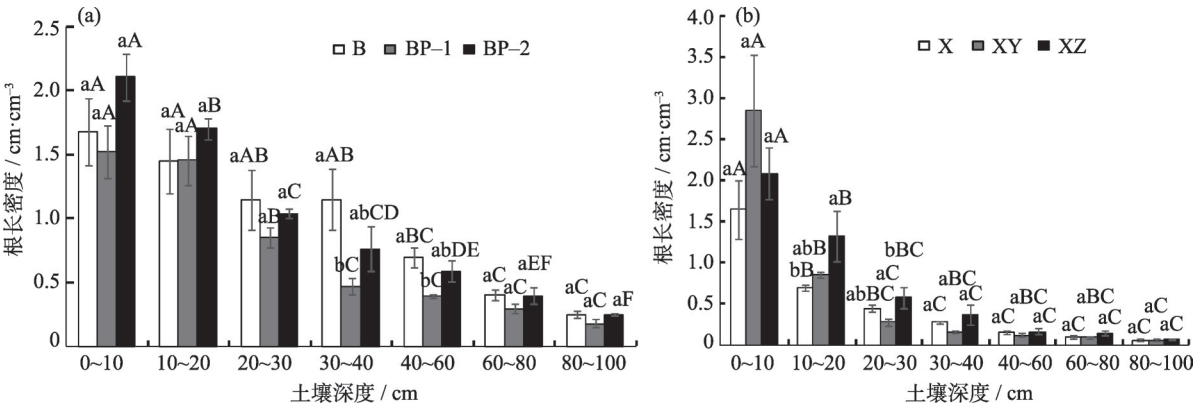 (a)
B BP–1 BP–2
根长密度 / cm·cm⁻³
2.5
2.0
1.5
1.0
0.5
0
aA aA aA
aA aA aB
aAB aB aC
aAB bC abCD
aBC bC abDE
aC aC aEF
aC aC aF
0~10 10~20 20~30 30~40 40~60 60~80 80~100
土壤深度 / cm
(b)
X XY XZ
根长密度 / cm·cm⁻³
4.0
3.5
3.0
2.5
2.0
1.5
1.0
0.5
0
aA aA aA
bB abB aB
abBC aC bBC
aC aBC aC
aC aBC aC
aC aBC aC
aC aC aC
0~10 10~20 20~30 30~40 40~60 60~80 80~100
土壤深度 / cm